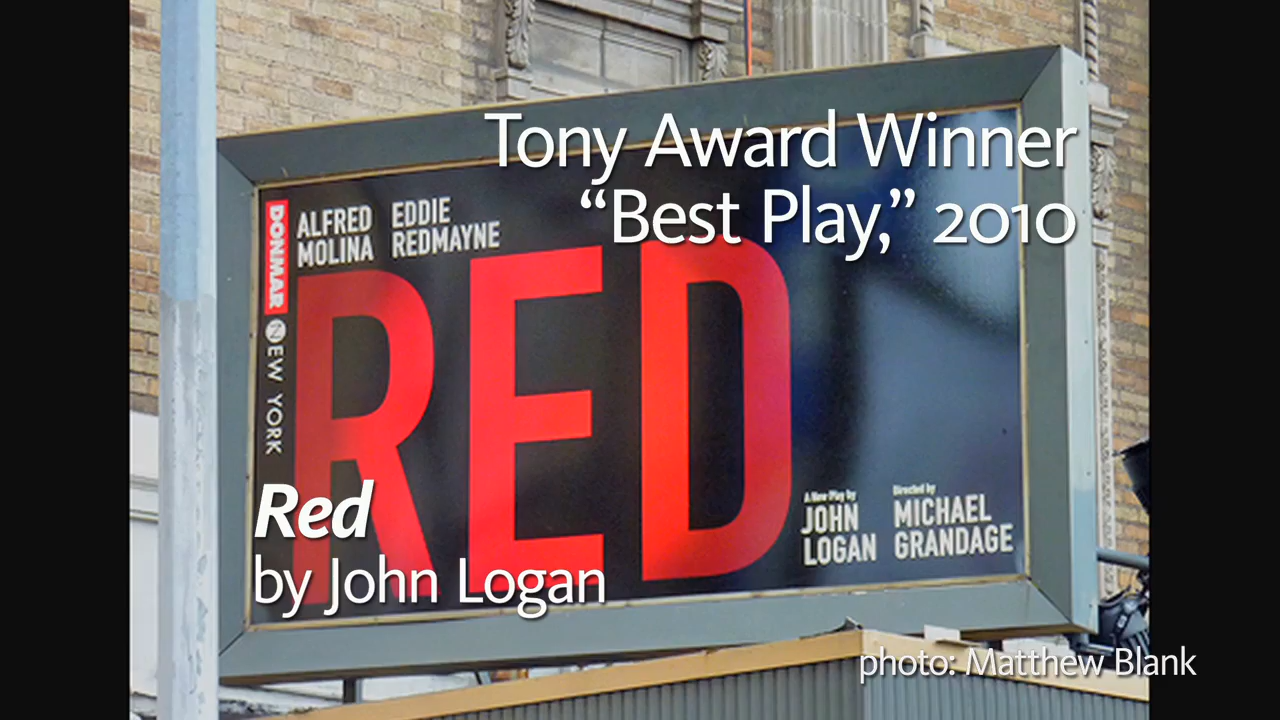 Tony Award Winner
“Best Play,” 2010
DONMAR NEW YORK
ALFRED MOLINA
EDDIE REDMAYNE
RED
A New Play by
JOHN
LOGAN
Directed by
MICHAEL
GRANDAGE
Red
by John Logan
photo: Matthew Blank